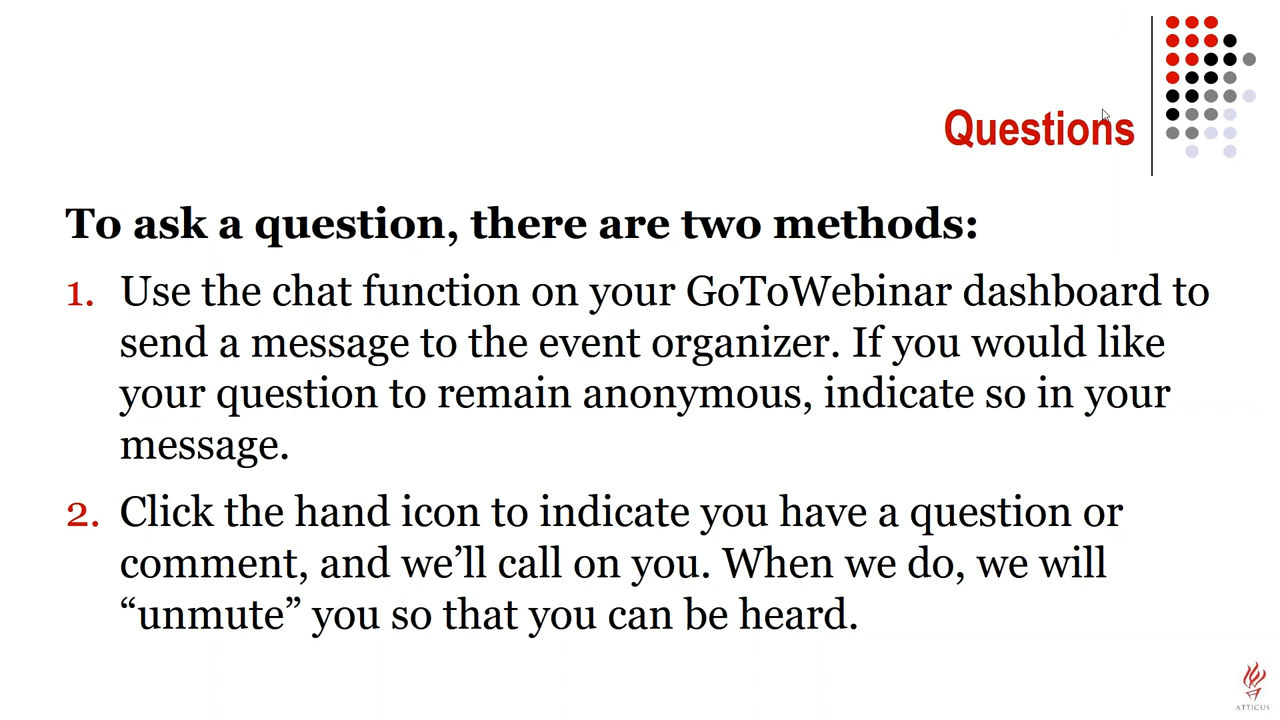 Questions
To ask a question, there are two methods:
1. Use the chat function on your GoToWebinar dashboard to
send a message to the event organizer. If you would like
your question to remain anonymous, indicate so in your
message.
2. Click the hand icon to indicate you have a question or
comment, and we’ll call on you. When we do, we will
“unmute” you so that you can be heard.
ATTICUS